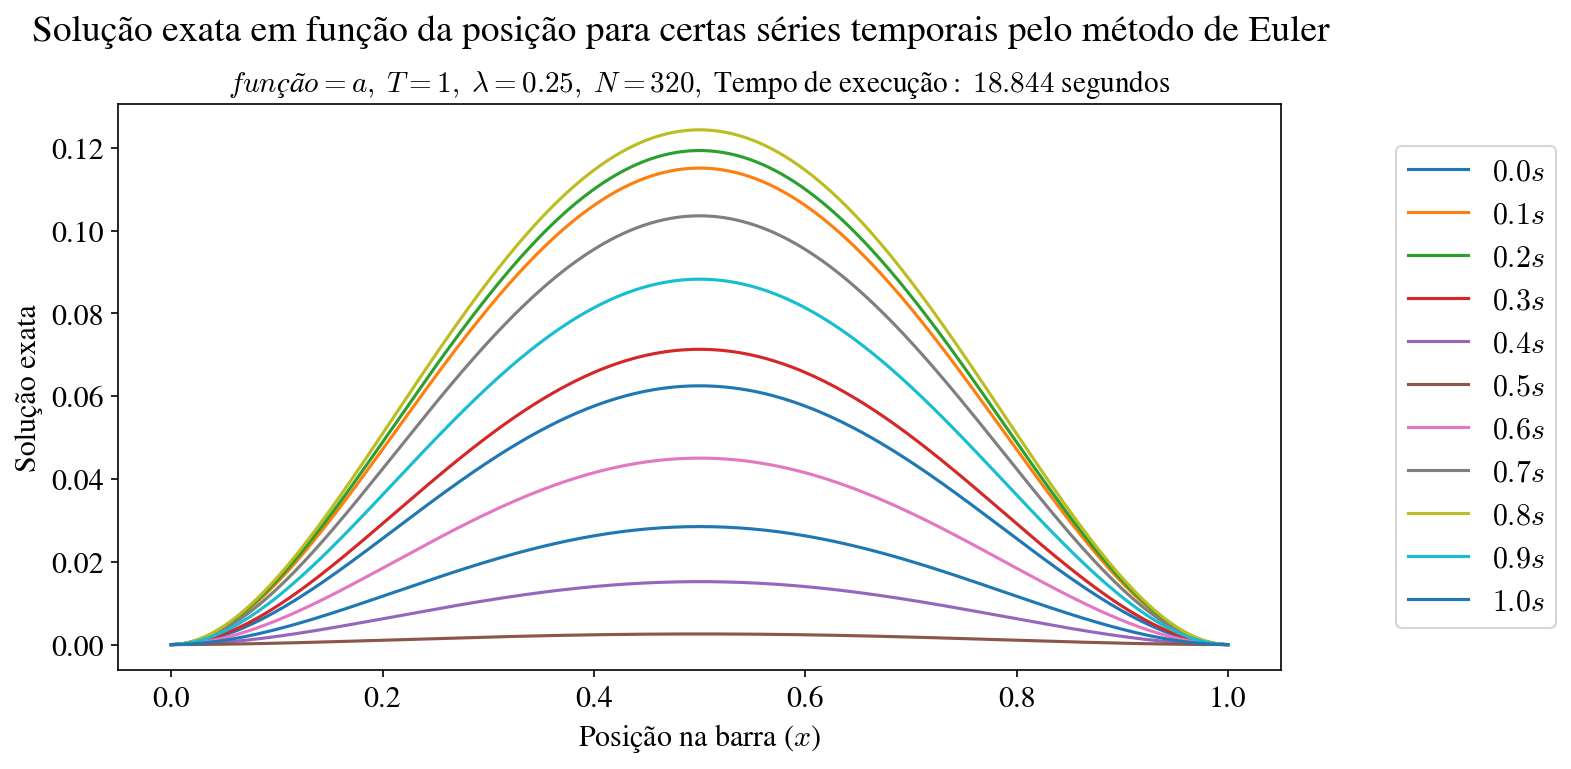 Solução exata em função da posição para certas séries temporais pelo método de Euler
função = a, T = 1, λ = 0.25, N = 320, Tempo de execução : 18.844 segundos
Solução exata
0.12
0.10
0.08
0.06
0.04
0.02
0.00
0.0 0.2 0.4 0.6 0.8 1.0
Posição na barra (x)
0.0s
0.1s
0.2s
0.3s
0.4s
0.5s
0.6s
0.7s
0.8s
0.9s
1.0s